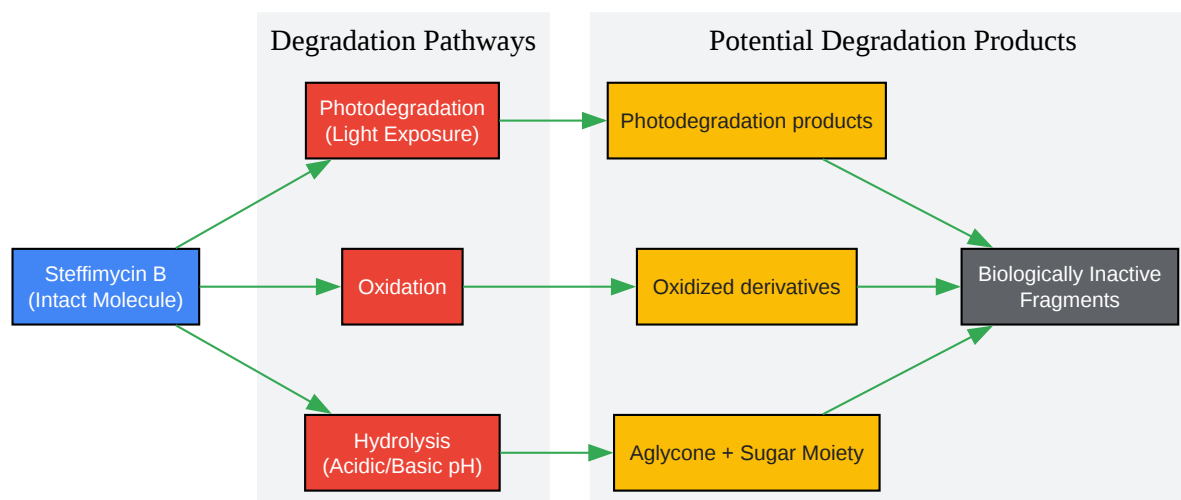 Degradation Pathways
Potential Degradation Products
Photodegradation
(Light Exposure)
Photodegradation products
Steffimycin B
(Intact Molecule)
Oxidation
Oxidized derivatives
Biologically Inactive
Fragments
Hydrolysis
(Acidic/Basic pH)
Aglycone + Sugar Moiety